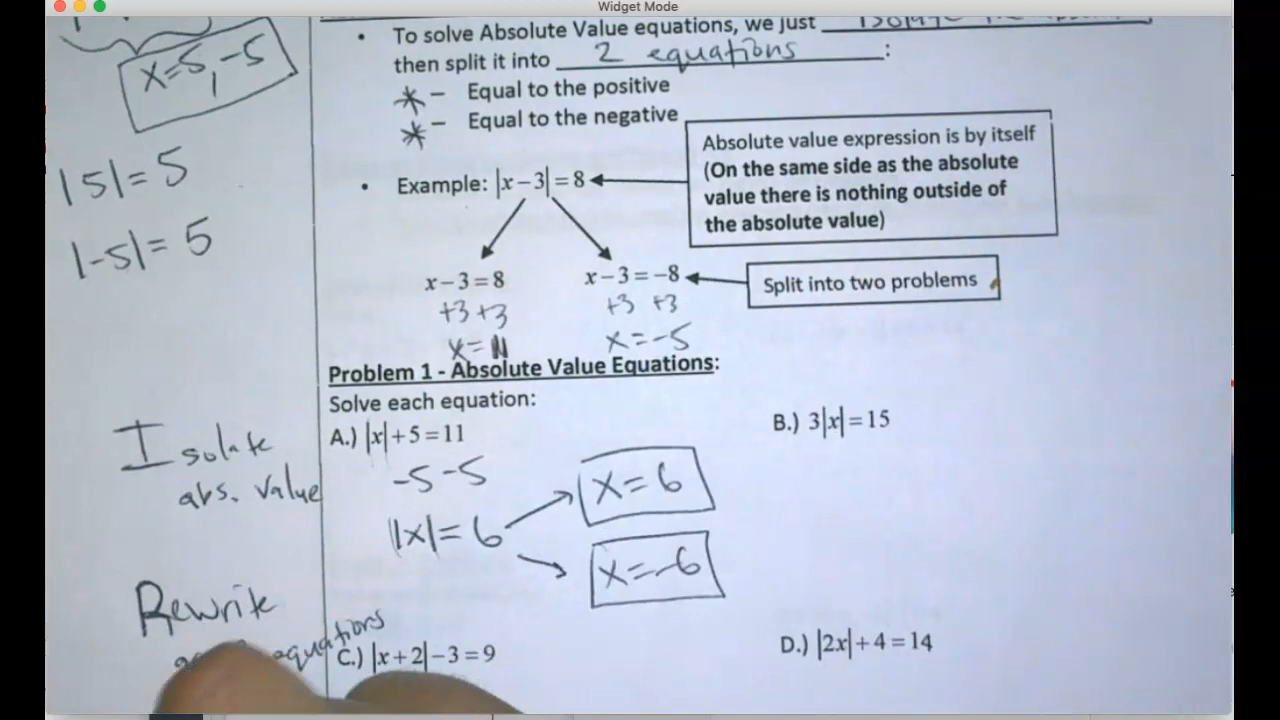 Widget Mode
• To solve Absolute Value equations, we just
then split it into 2 equations :
* – Equal to the positive
* – Equal to the negative
x=5,-5
|5|=5
|-5|=5
• Example: |x-3|=8
Absolute value expression is by itself
(On the same side as the absolute
value there is nothing outside of
the absolute value)
x-3=8
x-3=-8
Split into two problems
+3 +3
+3 +3
x=11
x=-5
Problem 1 - Absolute Value Equations:
Solve each equation:
A.) |x|+5=11
B.) 3|x|=15
-5 -5
|x|=6
x=6
x=-6
Isolate
abs. value
Rewrite
equations
C.) |x+2|-3=9
D.) |2x|+4=14